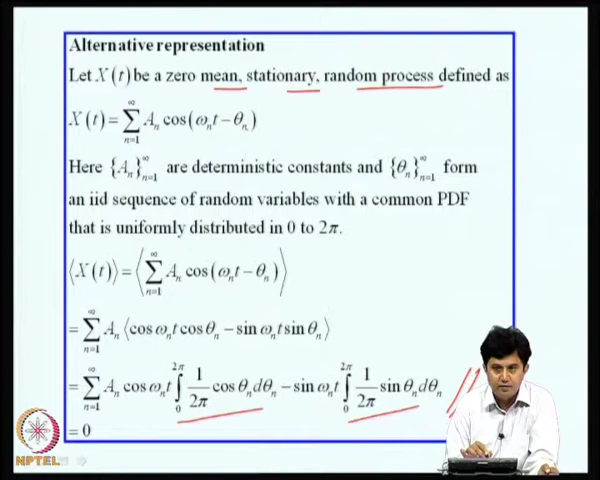 Alternative representation
Let X(t) be a zero mean, stationary, random process defined as
X(t) = ∑_{n=1}^{∞} A_n cos(ω_n t − θ_n)
Here {A_n}_{n=1}^{∞} are deterministic constants and {θ_n}_{n=1}^{∞} form
an iid sequence of random variables with a common PDF
that is uniformly distributed in 0 to 2π.
⟨X(t)⟩ = ⟨∑_{n=1}^{∞} A_n cos(ω_n t − θ_n)⟩
= ∑_{n=1}^{∞} A_n ⟨cos ω_n t cos θ_n − sin ω_n t sin θ_n⟩
= ∑_{n=1}^{∞} A_n cos ω_n t ∫_0^{2π} 1/2π cos θ_n dθ_n − sin ω_n t ∫_0^{2π} 1/2π sin θ_n dθ_n
= 0
NPTEL